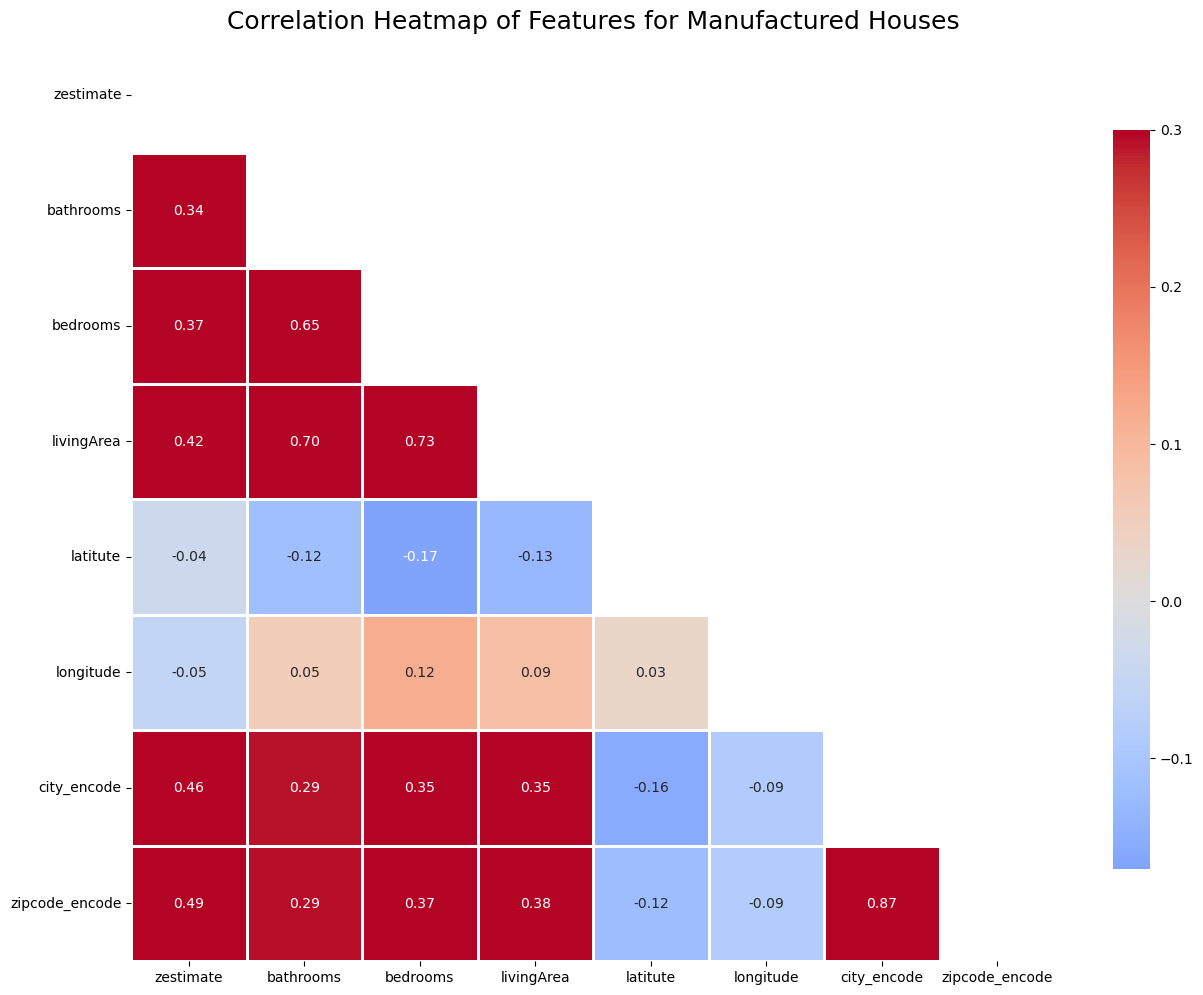 Correlation Heatmap of Features for Manufactured Houses
zestimate
bathrooms 0.34
bedrooms 0.37 0.65
livingArea 0.42 0.70 0.73
latitute -0.04 -0.12 -0.17 -0.13
longitude -0.05 0.05 0.12 0.09 0.03
city_encode 0.46 0.29 0.35 0.35 -0.16 -0.09
zipcode_encode 0.49 0.29 0.37 0.38 -0.12 -0.09 0.87
zestimate bathrooms bedrooms livingArea latitute longitude city_encode zipcode_encode
0.3
0.2
0.1
0.0
−0.1